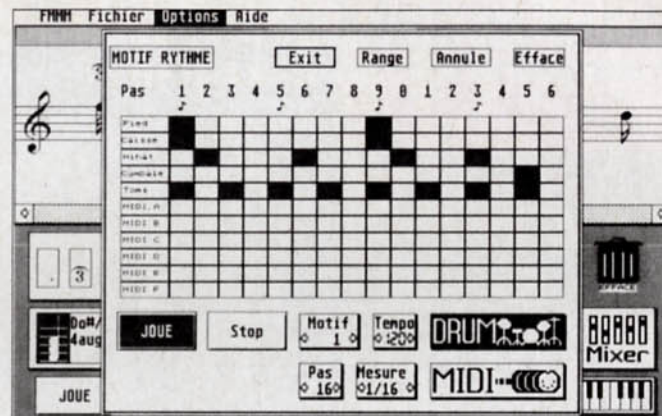 FMMM Fichier Options Aide
MOTIF RYTHME Exit Range Annule Efface
Pas 1 2 3 4 5 6 7 8 9 0 1 2 3 4 5 6
Pied
Caisse
Hihat
Cymbale
Toms
MIDI A
MIDI B
MIDI C
MIDI D
MIDI E
MIDI F
3
EFFACE
Do#/
4aug
JOUE Stop Motif 1 Tempo 120 DRUM
Mixer
Pas 16 Mesure 1/16 MIDI
JOUE